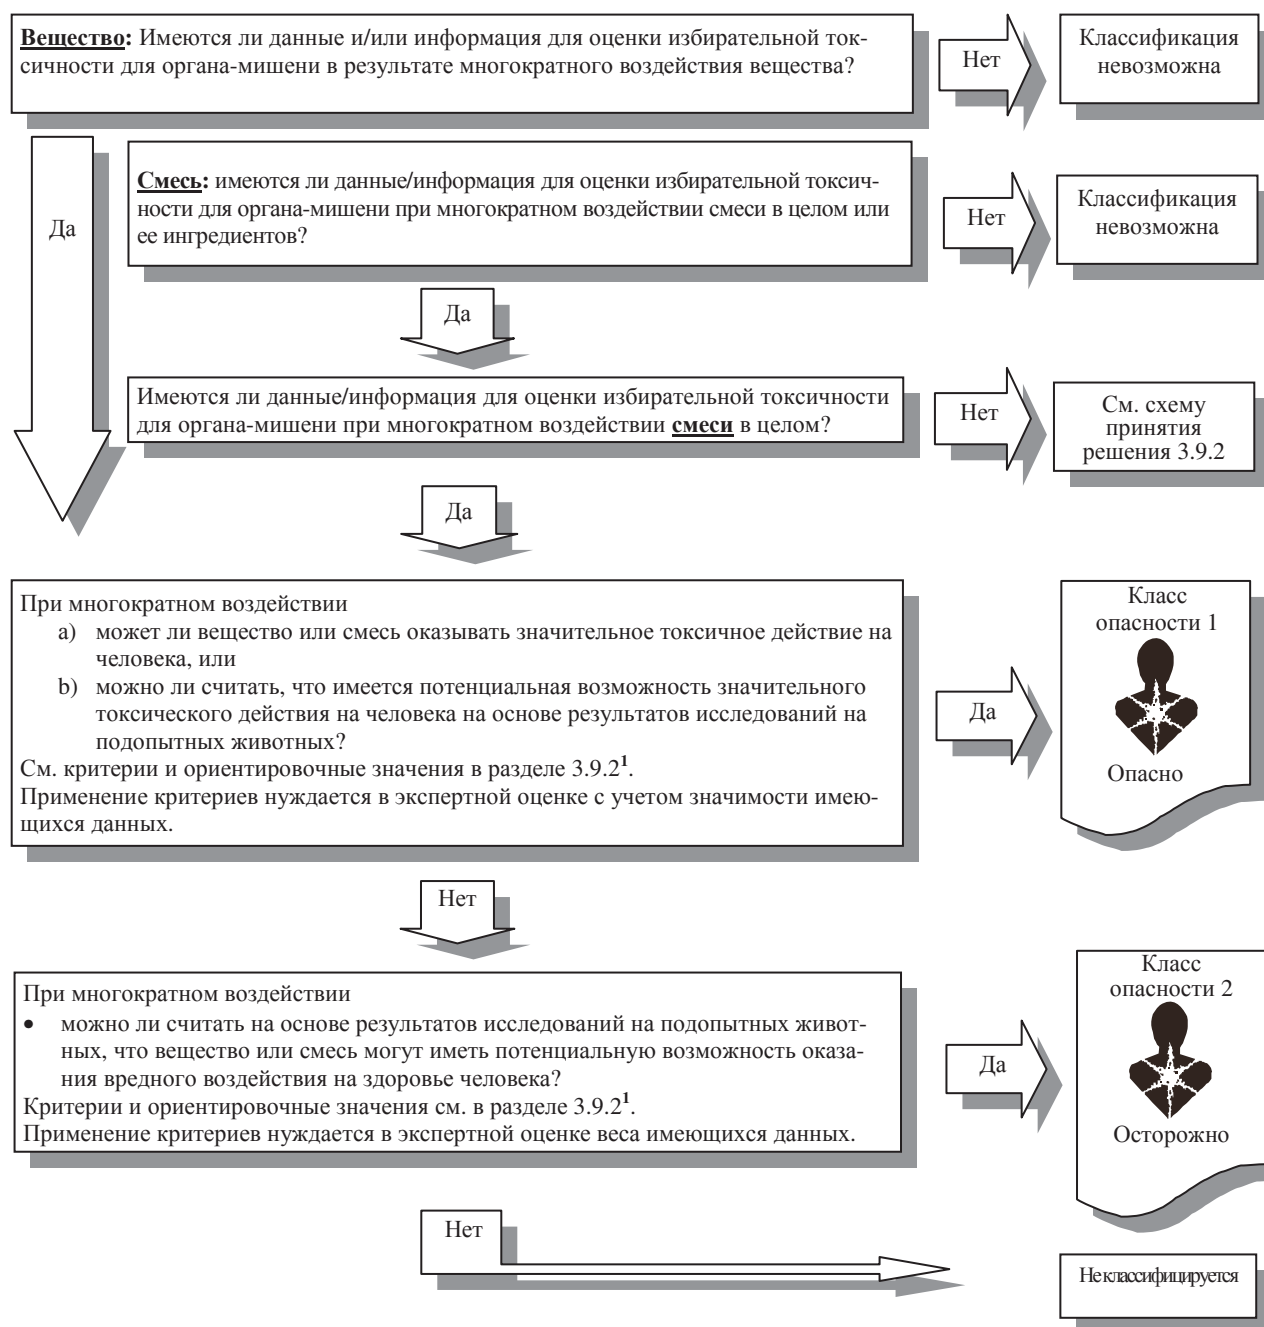 Вещество: Имеются ли данные и/или информация для оценки избирательной ток-
сичности для органа-мишени в результате многократного воздействия вещества?
Нет
Классификация
невозможна
Да
Смесь: имеются ли данные/информация для оценки избирательной токсич-
ности для органа-мишени при многократном воздействии смеси в целом или
ее ингредиентов?
Нет
Классификация
невозможна
Да
Имеются ли данные/информация для оценки избирательной токсичности
для органа-мишени при многократном воздействии смеси в целом?
Нет
См. схему
принятия
решения 3.9.2
Да
При многократном воздействии
a) может ли вещество или смесь оказывать значительное токсичное действие на
человека, или
b) можно ли считать, что имеется потенциальная возможность значительного
токсического действия на человека на основе результатов исследований на
подопытных животных?
См. критерии и ориентировочные значения в разделе 3.9.2¹.
Применение критериев нуждается в экспертной оценке с учетом значимости имею-
щихся данных.
Да
Класс
опасности 1
Опасно
Нет
При многократном воздействии
• можно ли считать на основе результатов исследований на подопытных живот-
ных, что вещество или смесь могут иметь потенциальную возможность оказа-
ния вредного воздействия на здоровье человека?
Критерии и ориентировочные значения см. в разделе 3.9.2¹.
Применение критериев нуждается в экспертной оценке веса имеющихся данных.
Да
Класс
опасности 2
Осторожно
Нет
Не классифицируется